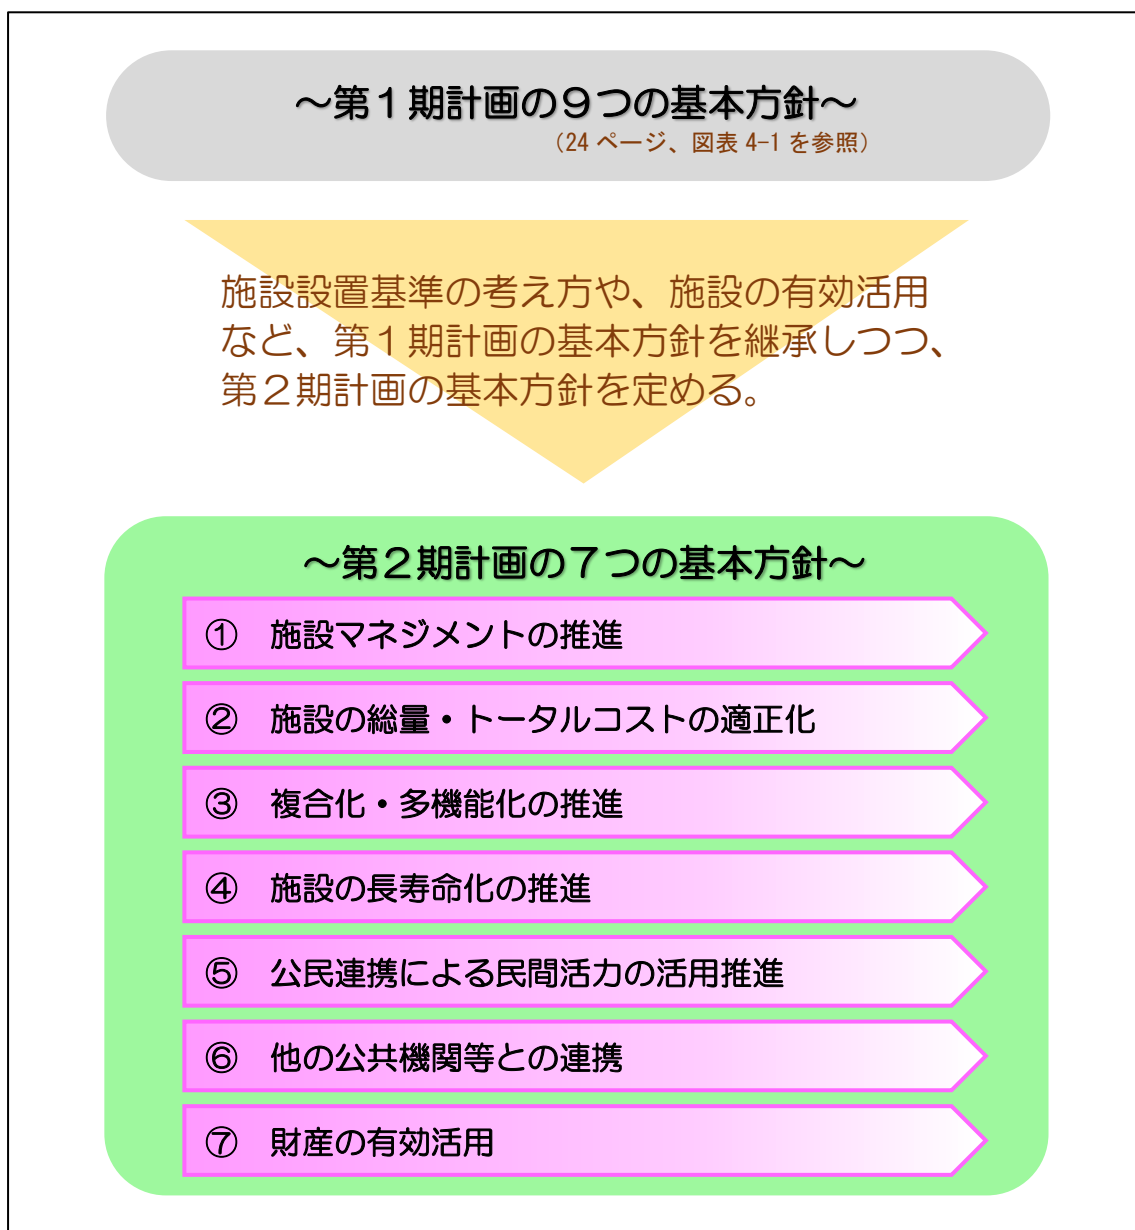 ～第１期計画の９つの基本方針～
（24 ページ、図表 4-1 を参照）
施設設置基準の考え方や、施設の有効活用
など、第１期計画の基本方針を継承しつつ、
第２期計画の基本方針を定める。
～第２期計画の７つの基本方針～
①　施設マネジメントの推進
②　施設の総量・トータルコストの適正化
③　複合化・多機能化の推進
④　施設の長寿命化の推進
⑤　公民連携による民間活力の活用推進
⑥　他の公共機関等との連携
⑦　財産の有効活用